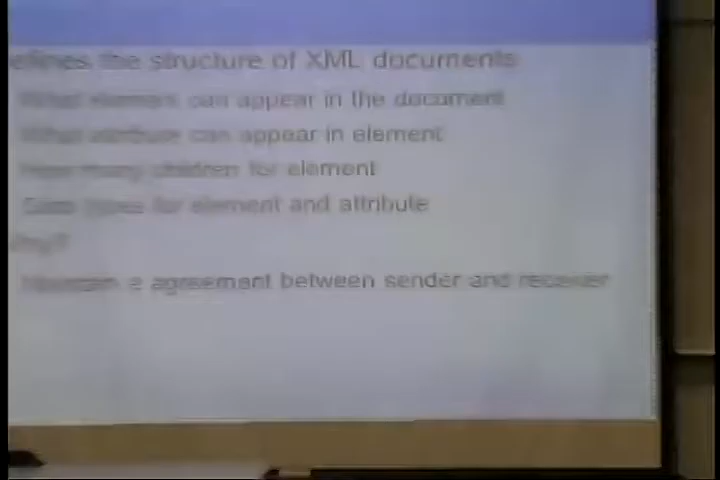 efines the structure of XML documents
What element can appear in the document
What attribute can appear in element
How many children for element
Data types for element and attribute
hy?
Maintain a agreement between sender and receiver